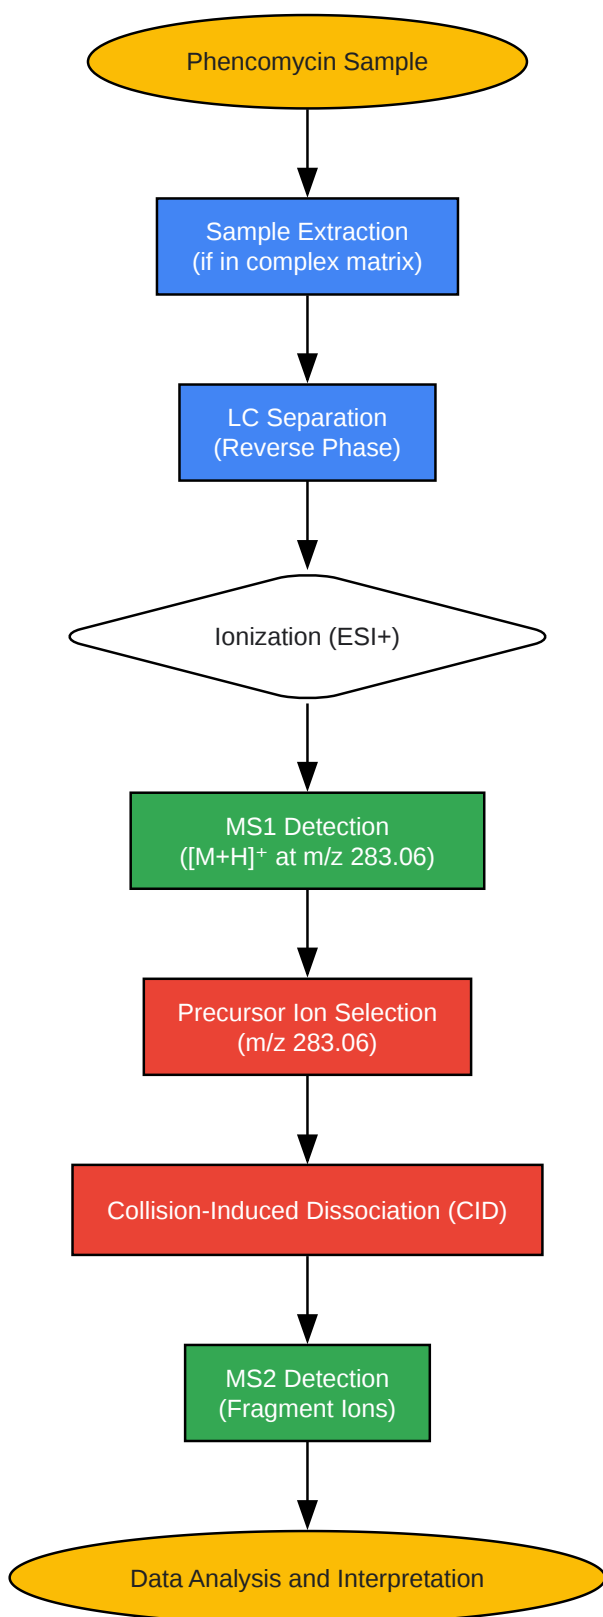 Phencomycin Sample
Sample Extraction
(if in complex matrix)
LC Separation
(Reverse Phase)
Ionization (ESI+)
MS1 Detection
([M+H]⁺ at m/z 283.06)
Precursor Ion Selection
(m/z 283.06)
Collision-Induced Dissociation (CID)
MS2 Detection
(Fragment Ions)
Data Analysis and Interpretation